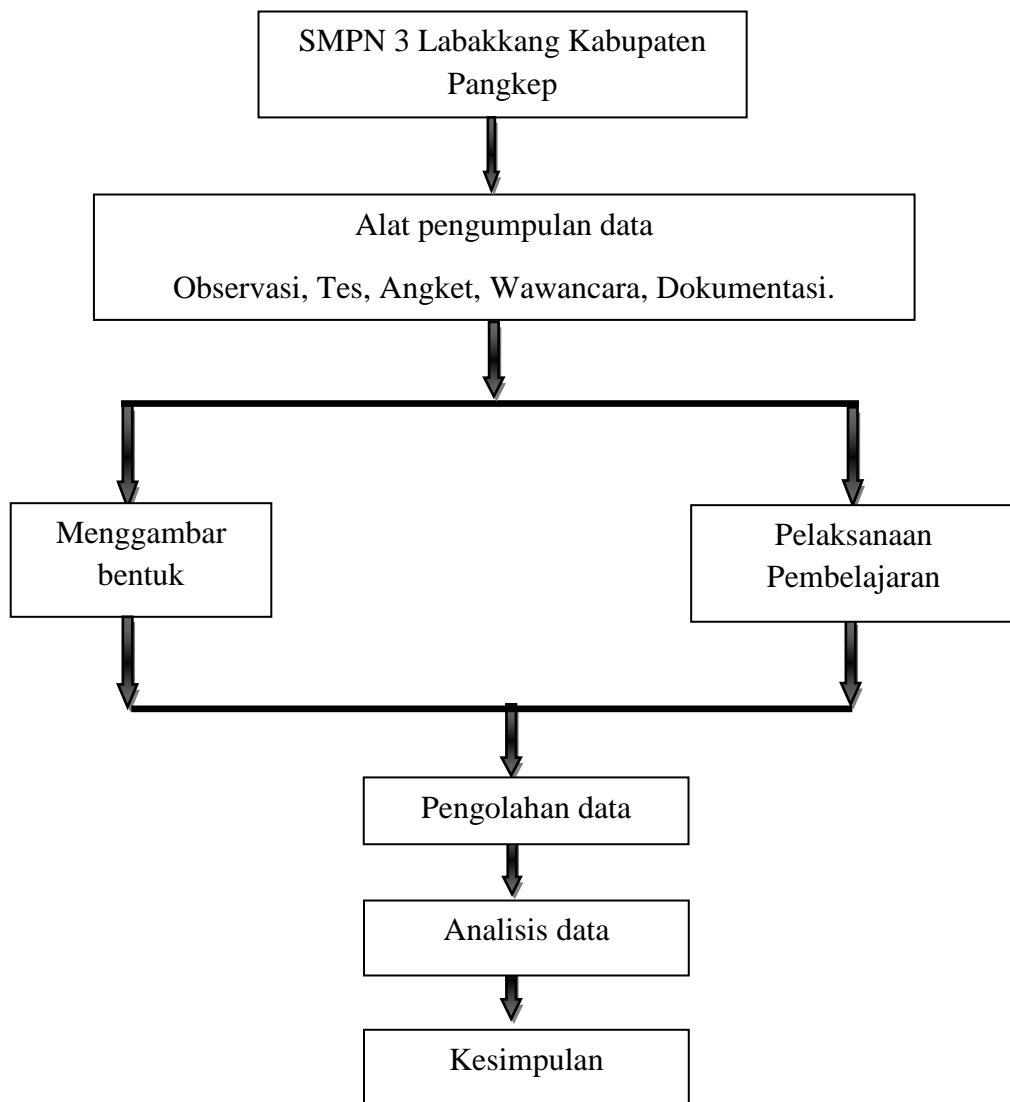 SMPN 3 Labakkang Kabupaten
Pangkep
Alat pengumpulan data
Observasi, Tes, Angket, Wawancara, Dokumentasi.
Menggambar
bentuk
Pelaksanaan
Pembelajaran
Pengolahan data
Analisis data
Kesimpulan